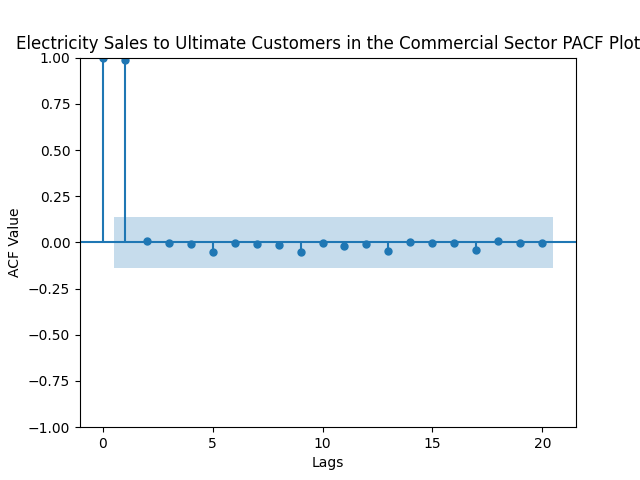 Electricity Sales to Ultimate Customers in the Commercial Sector PACF Plot
1.00
0.75
0.50
0.25
0.00
−0.25
−0.50
−0.75
−1.00
ACF Value
0 5 10 15 20
Lags